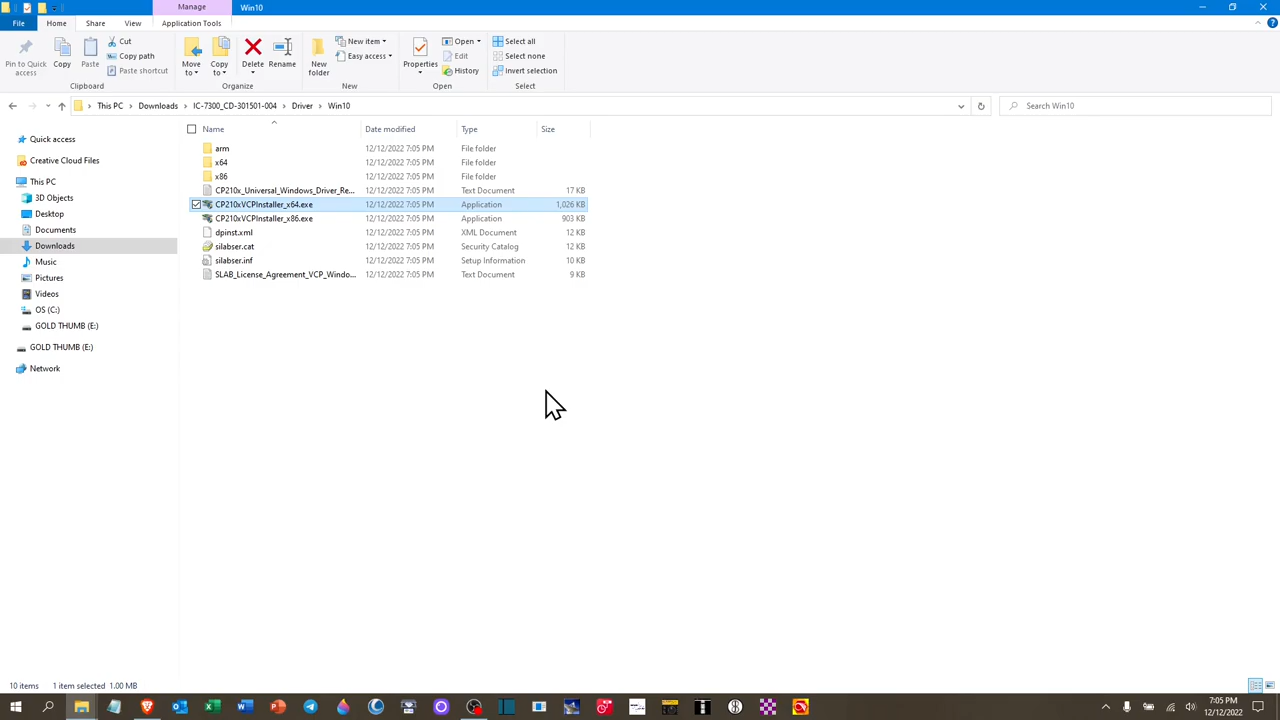 Manage
Win10
File
Home
Share
View
Application Tools
Pin to Quick access
Copy
Paste
Cut
Copy path
Paste shortcut
Clipboard
Move to
Copy to
Delete
Rename
Organize
New folder
New item
Easy access
New
Properties
Open
Edit
History
Open
Select all
Select none
Invert selection
Select
This PC > Downloads > IC-7300_CD-301501-004 > Driver > Win10
Search Win10
Quick access
Creative Cloud Files
This PC
3D Objects
Desktop
Documents
Downloads
Music
Pictures
Videos
OS (C:)
GOLD THUMB (E:)
GOLD THUMB (E:)
Network
Name Date modified Type Size
arm 12/12/2022 7:05 PM File folder
x64 12/12/2022 7:05 PM File folder
x86 12/12/2022 7:05 PM File folder
CP210x_Universal_Windows_Driver_Re... 12/12/2022 7:05 PM Text Document 17 KB
CP210xVCPInstaller_x64.exe 12/12/2022 7:05 PM Application 1,026 KB
CP210xVCPInstaller_x86.exe 12/12/2022 7:05 PM Application 903 KB
dpinst.xml 12/12/2022 7:05 PM XML Document 12 KB
silabser.cat 12/12/2022 7:05 PM Security Catalog 12 KB
silabser.inf 12/12/2022 7:05 PM Setup Information 10 KB
SLAB_License_Agreement_VCP_Windo... 12/12/2022 7:05 PM Text Document 9 KB
10 items 1 item selected 1.00 MB
7:05 PM
12/12/2022